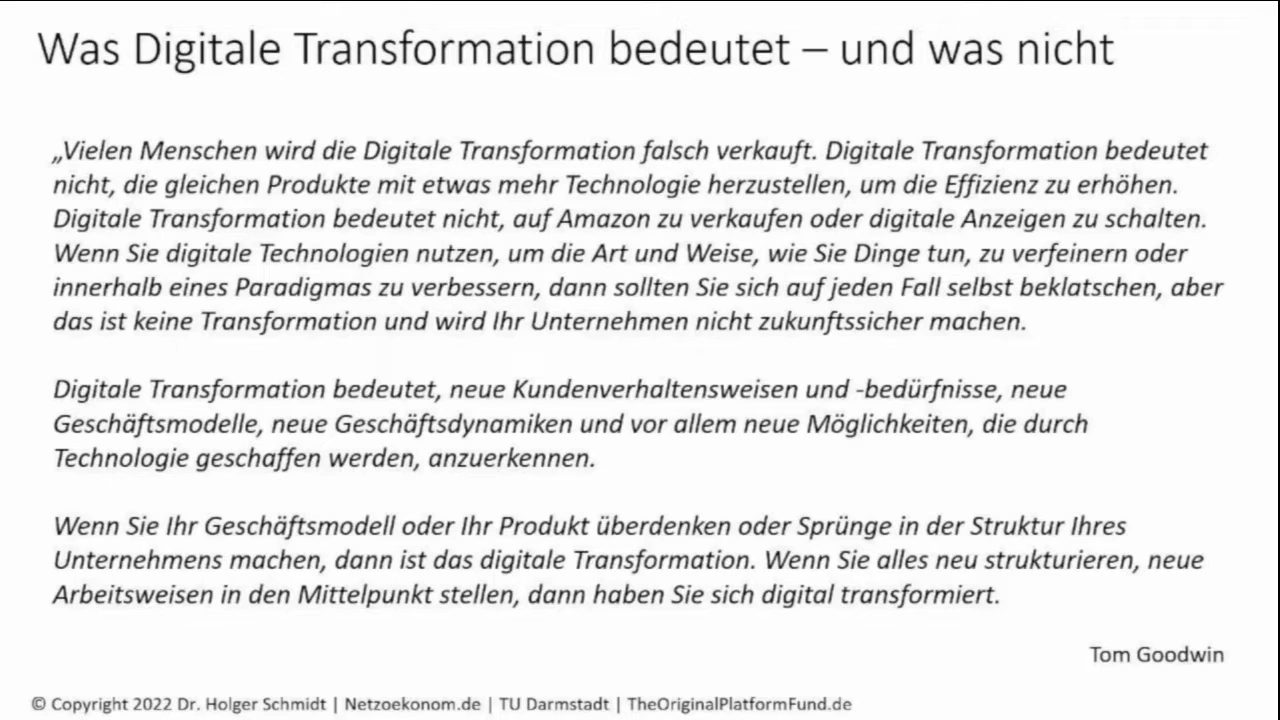 Was Digitale Transformation bedeutet – und was nicht
„Vielen Menschen wird die Digitale Transformation falsch verkauft. Digitale Transformation bedeutet
nicht, die gleichen Produkte mit etwas mehr Technologie herzustellen, um die Effizienz zu erhöhen.
Digitale Transformation bedeutet nicht, auf Amazon zu verkaufen oder digitale Anzeigen zu schalten.
Wenn Sie digitale Technologien nutzen, um die Art und Weise, wie Sie Dinge tun, zu verfeinern oder
innerhalb eines Paradigmas zu verbessern, dann sollten Sie sich auf jeden Fall selbst beklatschen, aber
das ist keine Transformation und wird Ihr Unternehmen nicht zukunftssicher machen.
Digitale Transformation bedeutet, neue Kundenverhaltensweisen und -bedürfnisse, neue
Geschäftsmodelle, neue Geschäftsdynamiken und vor allem neue Möglichkeiten, die durch
Technologie geschaffen werden, anzuerkennen.
Wenn Sie Ihr Geschäftsmodell oder Ihr Produkt überdenken oder Sprünge in der Struktur Ihres
Unternehmens machen, dann ist das digitale Transformation. Wenn Sie alles neu strukturieren, neue
Arbeitsweisen in den Mittelpunkt stellen, dann haben Sie sich digital transformiert.
Tom Goodwin
© Copyright 2022 Dr. Holger Schmidt | Netzoekonom.de | TU Darmstadt | TheOriginalPlatformFund.de